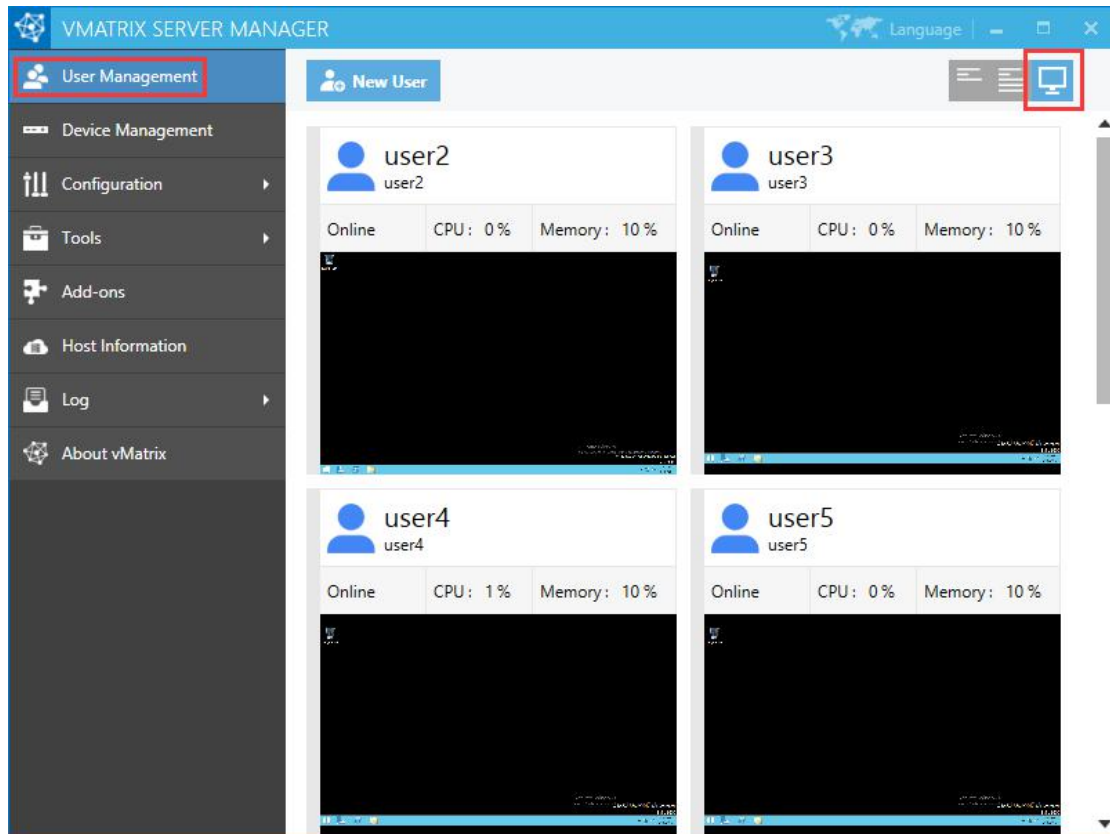 VMATRIX SERVER MANAGER
Language
User Management
New User
Device Management
Configuration
Tools
Add-ons
Host Information
Log
About vMatrix
user2
user2
Online CPU: 0% Memory: 10%
user3
user3
Online CPU: 0% Memory: 10%
user4
user4
Online CPU: 1% Memory: 10%
user5
user5
Online CPU: 0% Memory: 10%